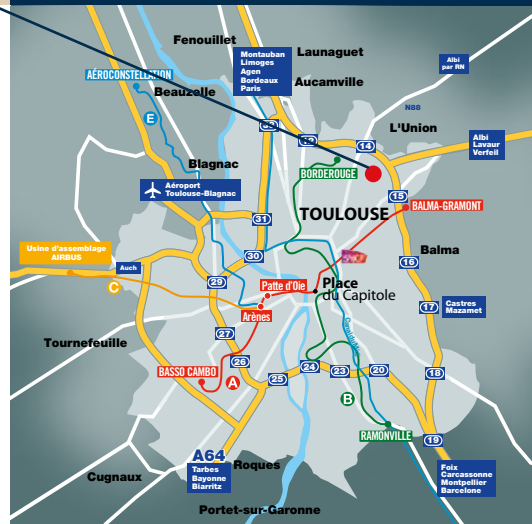 Fenouillet
Montauban
Limoges
Agen
Bordeaux
Paris
Launaguet
Albi
par RN
AÉROCONSTELLATION
Aucamville
Beauzelle
N88
E
33
L'Union
14
Albi
Lavaur
Verfeil
Blagnac
BORDEROUGE
Aéroport
Toulouse-Blagnac
15
TOULOUSE
BALMA-GRAMONT
31
Usine d'assemblage
AIRBUS
30
Balma
Auch
16
C
29
Patte d'Oie
Place
du Capitole
Arènes
17
Castres
Mazamet
27
Tournefeuille
26
BASSO CAMBO
A
25
24
23
20
18
B
RAMONVILLE
19
A64
Roques
Tarbes
Bayonne
Biarritz
Foix
Carcassonne
Montpellier
Barcelone
Cugnaux
Portet-sur-Garonne